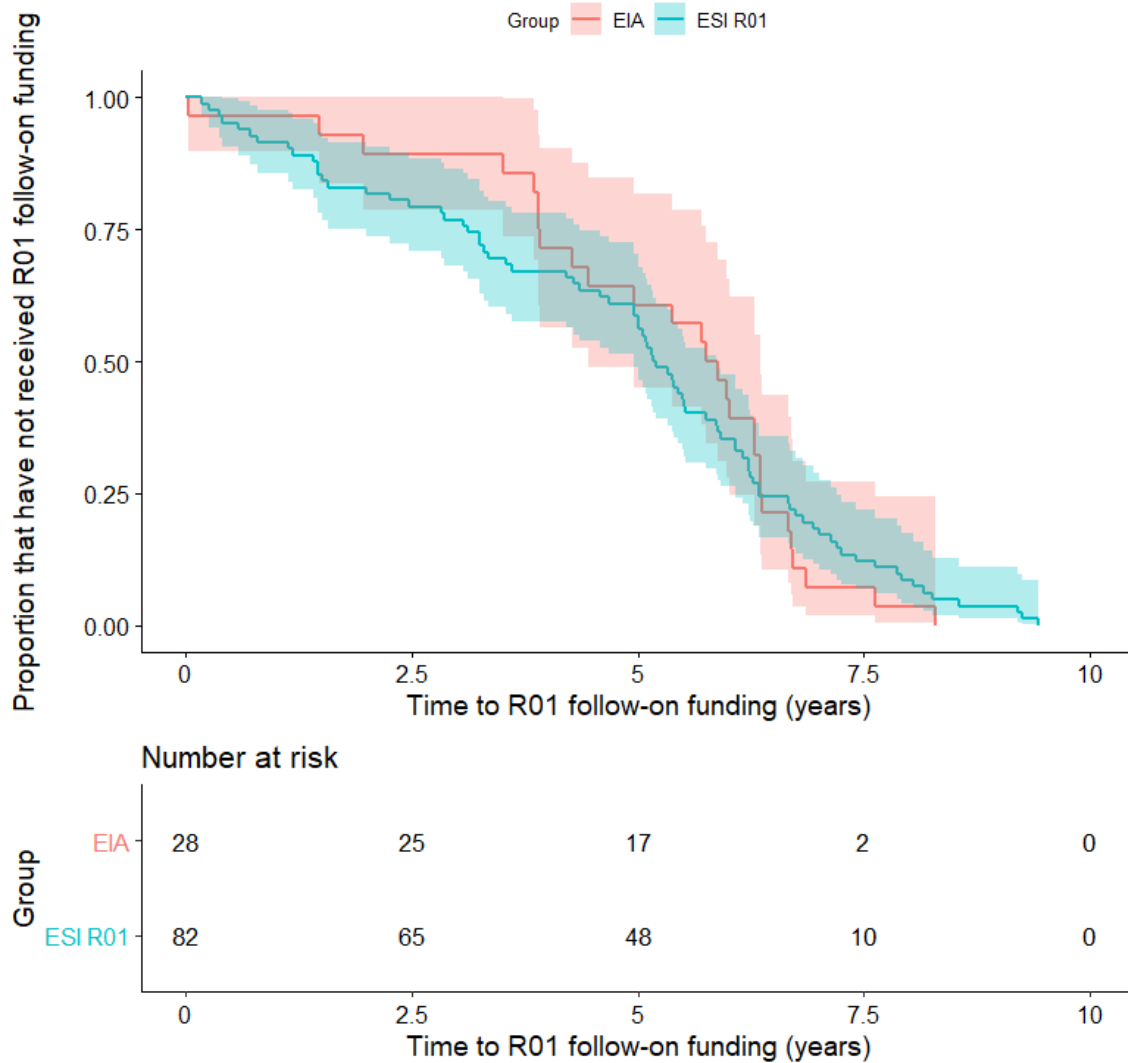 Group EIA ESI R01
Proportion that have not received R01 follow-on funding
1.00
0.75
0.50
0.25
0.00
0 2.5 5 7.5 10
Time to R01 follow-on funding (years)
Number at risk
Group
EIA 28 25 17 2 0
ESI R01 82 65 48 10 0
0 2.5 5 7.5 10
Time to R01 follow-on funding (years)